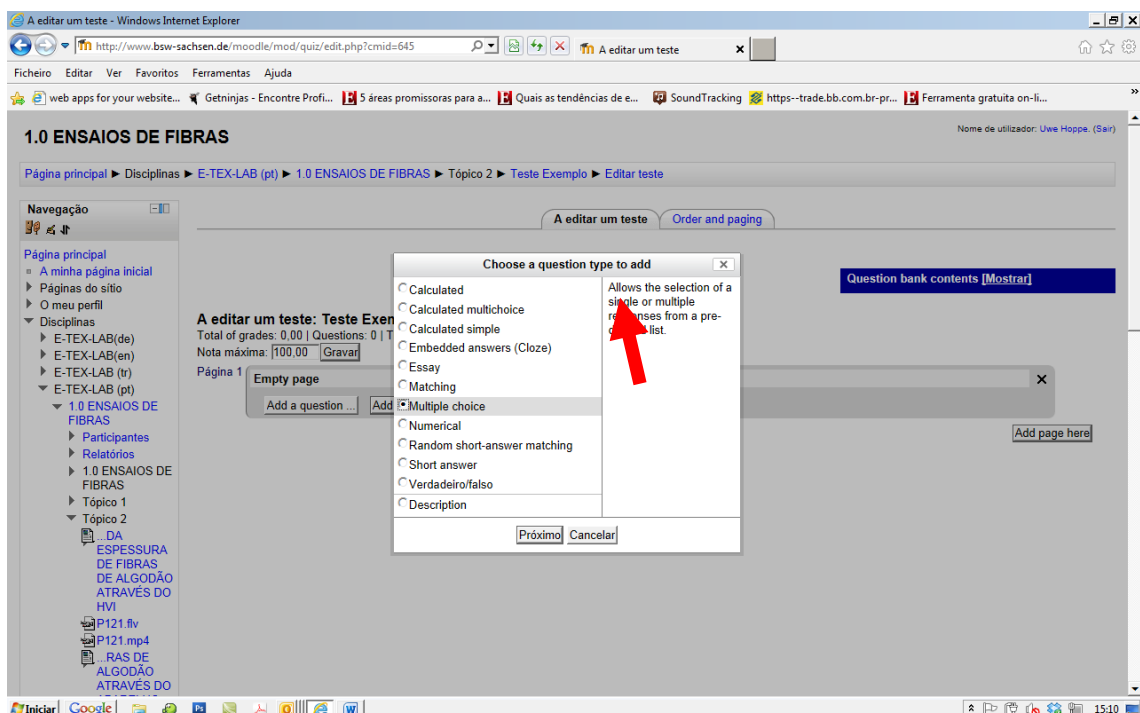 A editar um teste - Windows Internet Explorer
http://www.bsw-sachsen.de/moodle/mod/quiz/edit.php?cmid=645
A editar um teste
Ficheiro Editar Ver Favoritos Ferramentas Ajuda
web apps for your website... Getninjas - Encontre Profi... 5 áreas promissoras para a... Quais as tendências de e... SoundTracking https--trade.bb.com.br-pr... Ferramenta gratuita on-li...
1.0 ENSAIOS DE FIBRAS
Nome de utilizador: Uwe Hoppe. (Sair)
Página principal ► Disciplinas ► E-TEX-LAB (pt) ► 1.0 ENSAIOS DE FIBRAS ► Tópico 2 ► Teste Exemplo ► Editar teste
Navegação
Página principal
A minha página inicial
Páginas do sítio
O meu perfil
Disciplinas
E-TEX-LAB(de)
E-TEX-LAB(en)
E-TEX-LAB (tr)
E-TEX-LAB (pt)
1.0 ENSAIOS DE
FIBRAS
Participantes
Relatórios
1.0 ENSAIOS DE
FIBRAS
Tópico 1
Tópico 2
...DA
ESPESSURA
DE FIBRAS
DE ALGODÃO
ATRAVÉS DO
HVI
P121.flv
P121.mp4
...RAS DE
ALGODÃO
ATRAVÉS DO
A editar um teste Order and paging
Question bank contents [Mostrar]
A editar um teste: Teste Exen
Total of grades: 0,00 | Questions: 0 | T
Nota máxima: 100,00 Gravar
Página 1
Empty page
Add a question ... Add
Add page here
Choose a question type to add
Calculated
Calculated multichoice
Calculated simple
Embedded answers (Cloze)
Essay
Matching
Multiple choice
Numerical
Random short-answer matching
Short answer
Verdadeiro/falso
Description
Allows the selection of a
single or multiple
responses from a pre-
list.
Próximo Cancelar
Iniciar Google 15:10